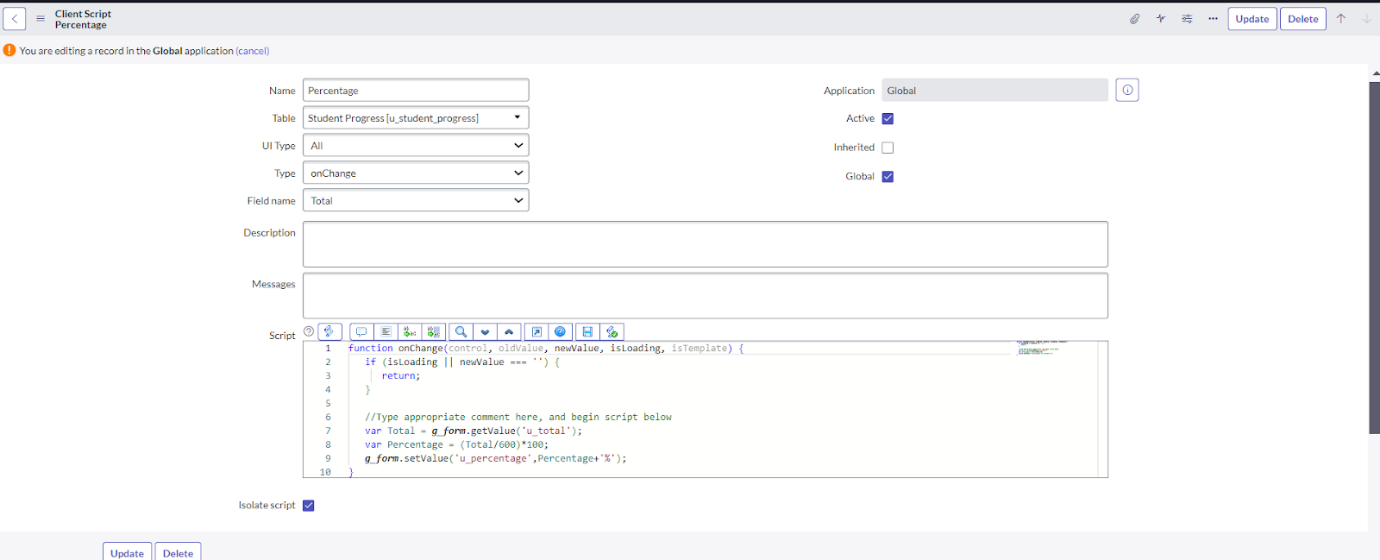 Client Script
Percentage
Update
Delete
You are editing a record in the Global application (cancel)
Name
Percentage
Application
Global
Table
Student Progress [u_student_progress]
Active
UI Type
All
Inherited
Type
onChange
Global
Field name
Total
Description
Messages
Script
1 function onChange(control, oldValue, newValue, isLoading, isTemplate) {
2 if (isLoading || newValue === '') {
3 return;
4 }
5
6 //Type appropriate comment here, and begin script below
7 var Total = g_form.getValue('u_total');
8 var Percentage = (Total/600)*100;
9 g_form.setValue('u_percentage',Percentage+'%');
10 }
Isolate script
Update
Delete